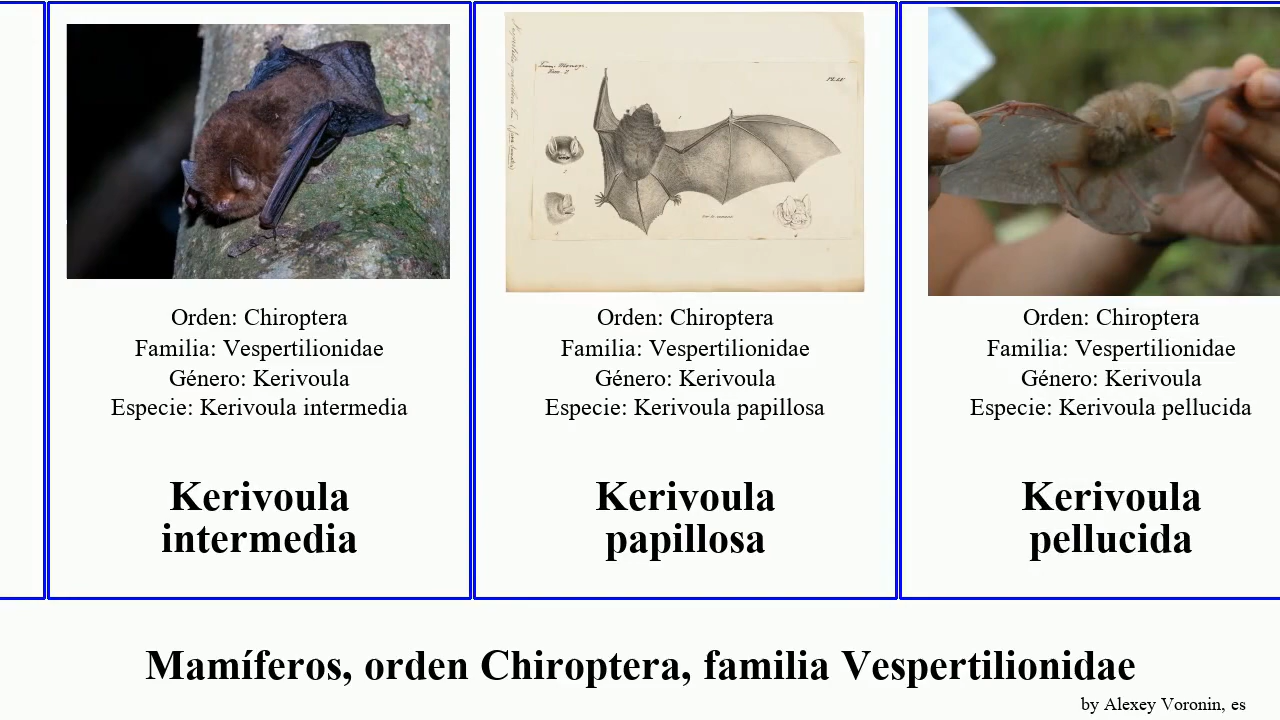 Orden: Chiroptera
Familia: Vespertilionidae
Género: Kerivoula
Especie: Kerivoula intermedia
Kerivoula
intermedia
Orden: Chiroptera
Familia: Vespertilionidae
Género: Kerivoula
Especie: Kerivoula papillosa
Kerivoula
papillosa
Orden: Chiroptera
Familia: Vespertilionidae
Género: Kerivoula
Especie: Kerivoula pellucida
Kerivoula
pellucida
Mamíferos, orden Chiroptera, familia Vespertilionidae
by Alexey Voronin, es